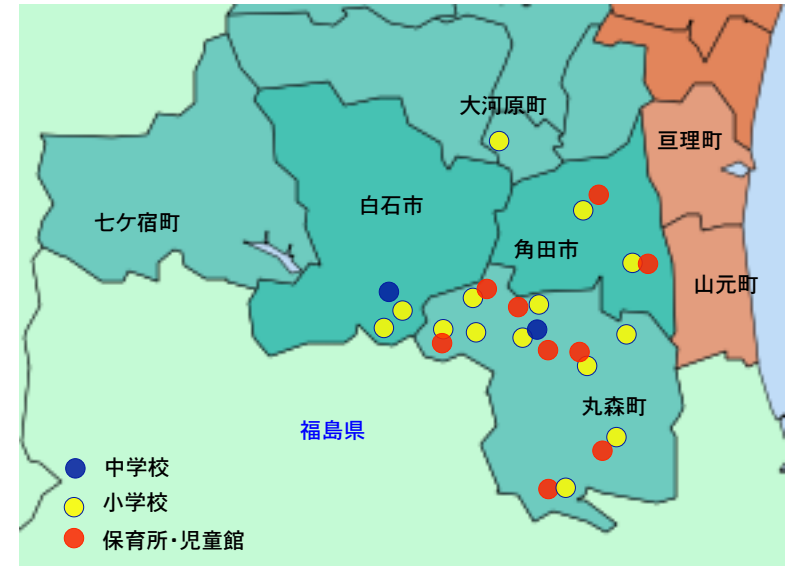 大河原町
亘理町
白石市
七ケ宿町
角田市
山元町
丸森町
福島県
中学校
小学校
保育所・児童館